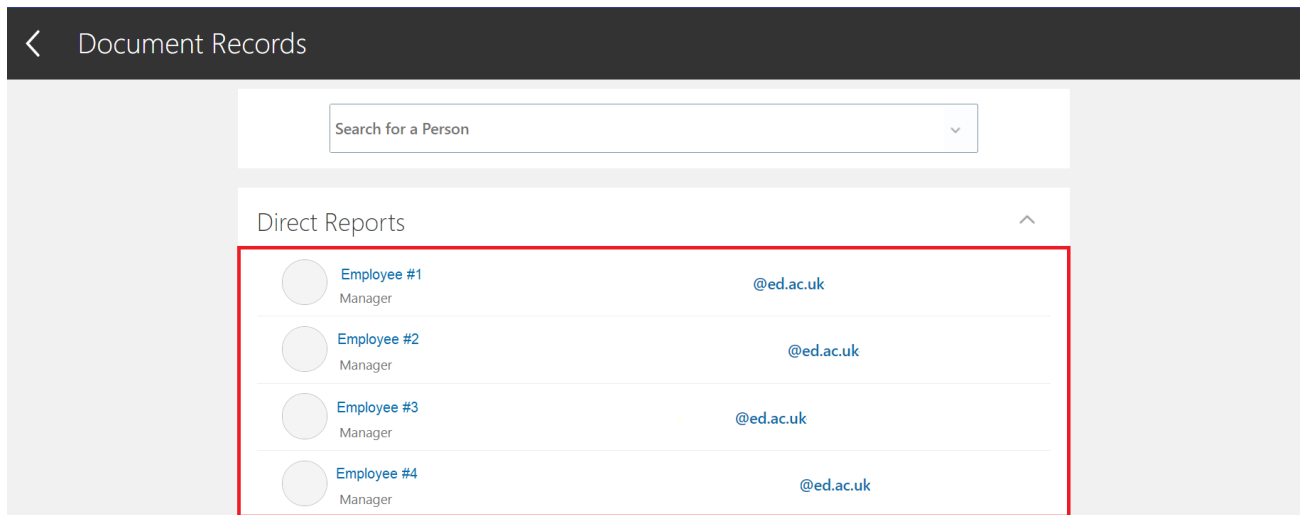 Document Records
Search for a Person
Direct Reports
Employee #1
Manager
@ed.ac.uk
Employee #2
Manager
@ed.ac.uk
Employee #3
Manager
@ed.ac.uk
Employee #4
Manager
@ed.ac.uk